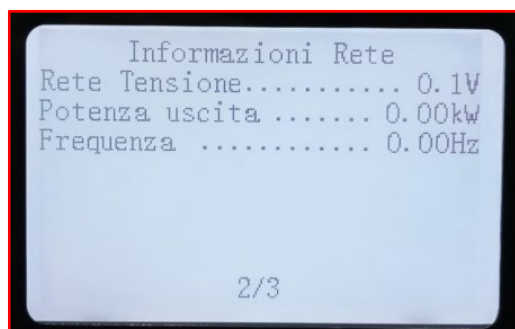 Informazioni Rete
Rete Tensione........... 0.1V
Potenza uscita ....... 0.00kW
Frequenza ............ 0.00Hz
2/3